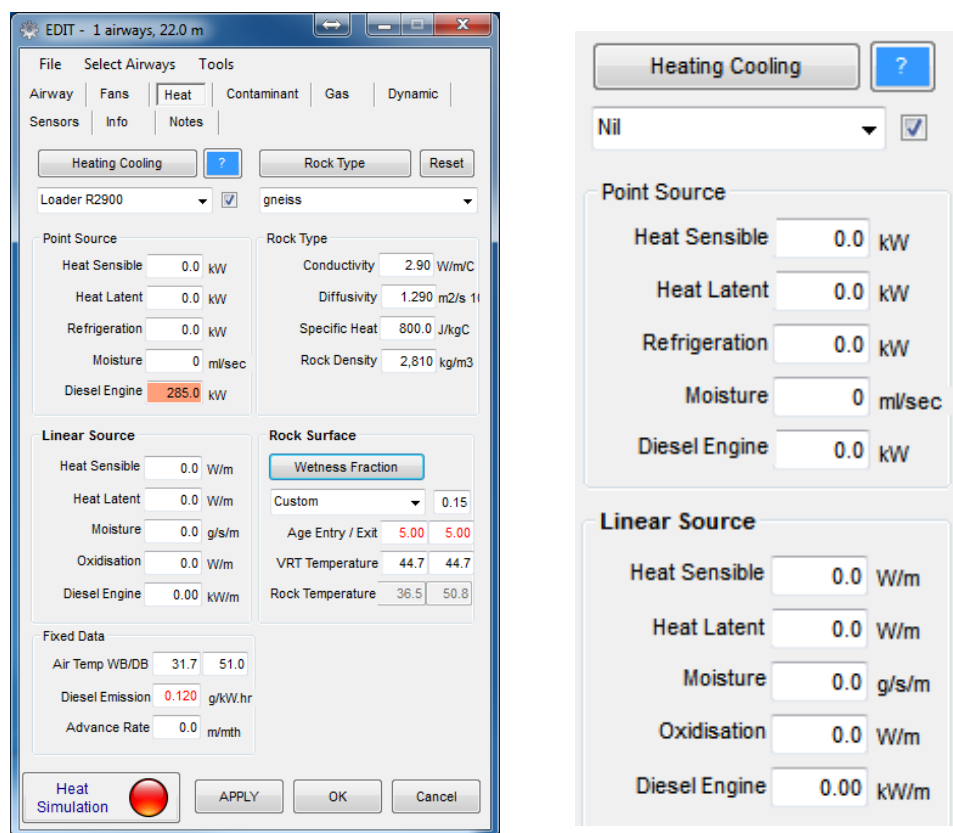 EDIT - 1 airways, 22.0 m
File Select Airways Tools
Airway Fans Heat Contaminant Gas Dynamic
Sensors Info Notes
Heating Cooling ? Rock Type Reset
Loader R2900 gneiss
Point Source Rock Type
Heat Sensible 0.0 kW Conductivity 2.90 W/m/C
Heat Latent 0.0 kW Diffusivity 1.290 m2/s 1
Refrigeration 0.0 kW Specific Heat 800.0 J/kgC
Moisture 0 ml/sec Rock Density 2,810 kg/m3
Diesel Engine 285.0 kW
Linear Source Rock Surface
Heat Sensible 0.0 W/m Wetness Fraction
Heat Latent 0.0 W/m Custom 0.15
Moisture 0.0 g/s/m Age Entry / Exit 5.00 5.00
Oxidisation 0.0 W/m VRT Temperature 44.7 44.7
Diesel Engine 0.00 kW/m Rock Temperature 36.5 50.8
Fixed Data
Air Temp WB/DB 31.7 51.0
Diesel Emission 0.120 g/kW.hr
Advance Rate 0.0 m/mth
Heat Simulation APPLY OK Cancel
Heating Cooling ?
Nil
Point Source
Heat Sensible 0.0 kW
Heat Latent 0.0 kW
Refrigeration 0.0 kW
Moisture 0 ml/sec
Diesel Engine 0.0 kW
Linear Source
Heat Sensible 0.0 W/m
Heat Latent 0.0 W/m
Moisture 0.0 g/s/m
Oxidisation 0.0 W/m
Diesel Engine 0.00 kW/m